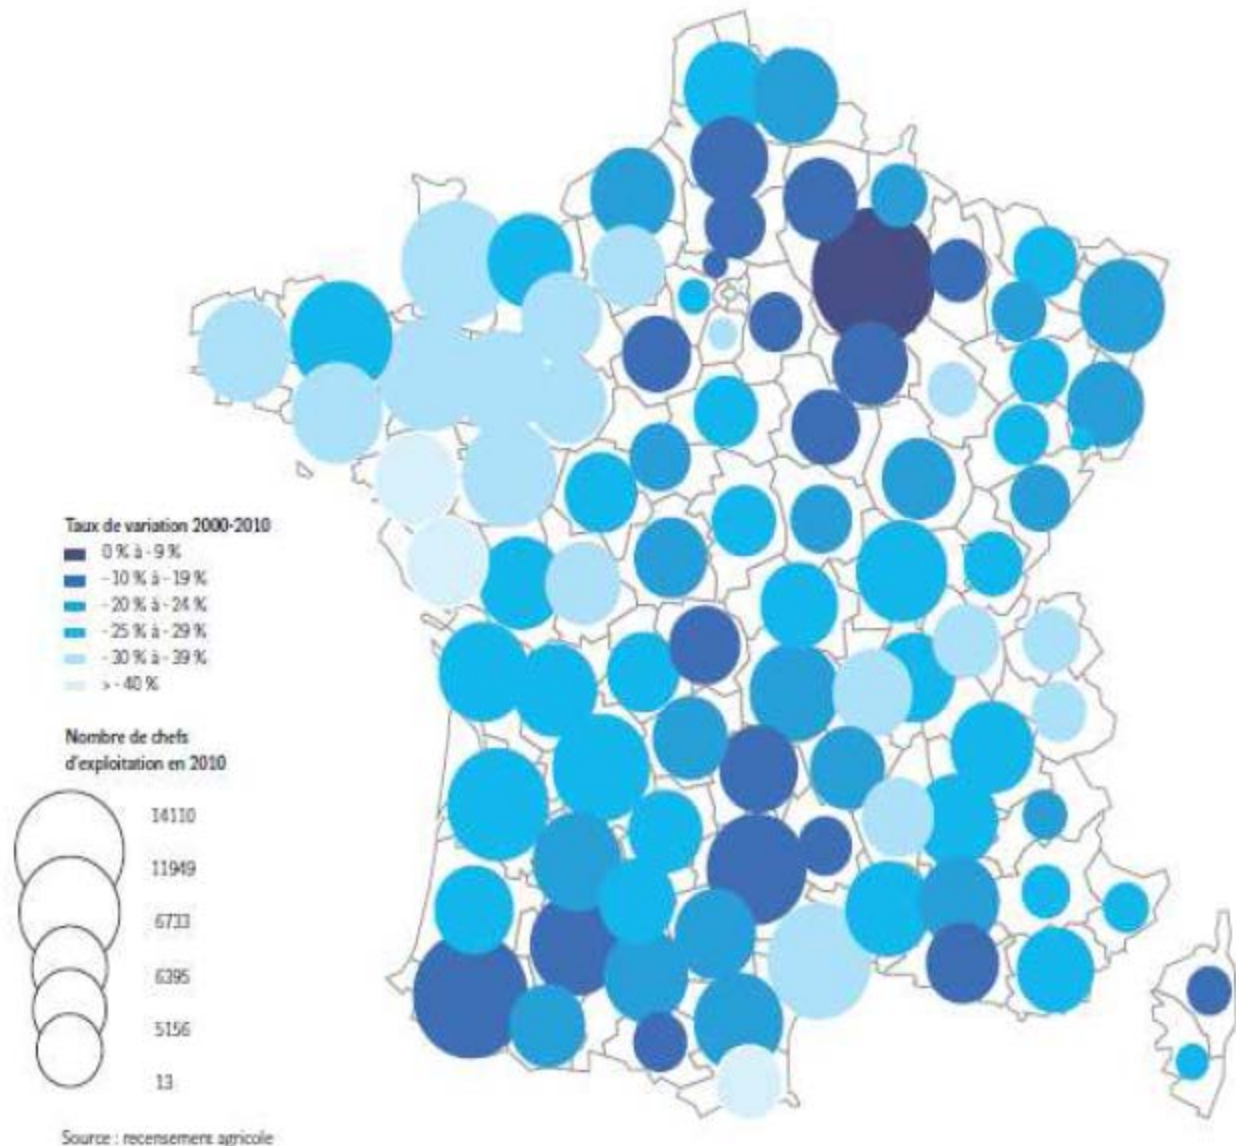 Taux de variation 2000-2010
0 % à - 9 %
- 10 % à - 19 %
- 20 % à - 24 %
- 25 % à - 29 %
- 30 % à - 39 %
> - 40 %
Nombre de chefs
d'exploitation en 2010
14110
11949
6733
6395
5156
13
Source : recensement agricole